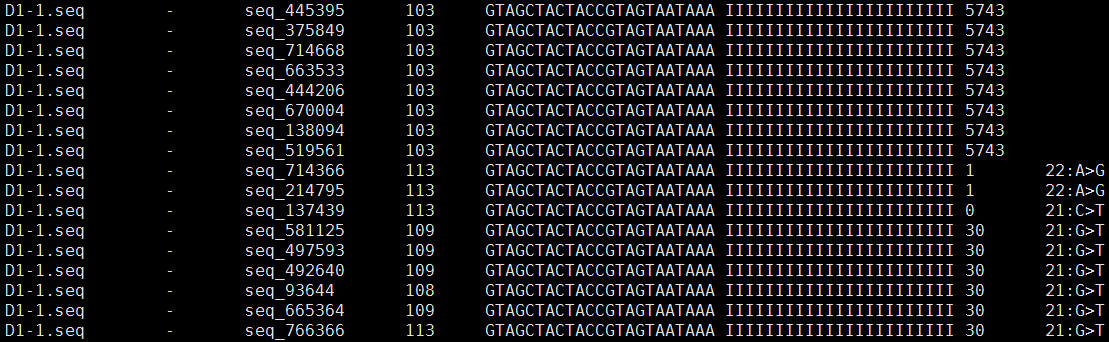 D1-1.seq - seq_445395 103 GTAGCTACTACCGTAGTAATAAA IIIIIIIIIIIIIIIIIIIIIII 5743
D1-1.seq - seq_375849 103 GTAGCTACTACCGTAGTAATAAA IIIIIIIIIIIIIIIIIIIIIII 5743
D1-1.seq - seq_714668 103 GTAGCTACTACCGTAGTAATAAA IIIIIIIIIIIIIIIIIIIIIII 5743
D1-1.seq - seq_663533 103 GTAGCTACTACCGTAGTAATAAA IIIIIIIIIIIIIIIIIIIIIII 5743
D1-1.seq - seq_444206 103 GTAGCTACTACCGTAGTAATAAA IIIIIIIIIIIIIIIIIIIIIII 5743
D1-1.seq - seq_670004 103 GTAGCTACTACCGTAGTAATAAA IIIIIIIIIIIIIIIIIIIIIII 5743
D1-1.seq - seq_138094 103 GTAGCTACTACCGTAGTAATAAA IIIIIIIIIIIIIIIIIIIIIII 5743
D1-1.seq - seq_519561 103 GTAGCTACTACCGTAGTAATAAA IIIIIIIIIIIIIIIIIIIIIII 5743
D1-1.seq - seq_714366 113 GTAGCTACTACCGTAGTAATAAA IIIIIIIIIIIIIIIIIIIIIII 1 22:A>G
D1-1.seq - seq_214795 113 GTAGCTACTACCGTAGTAATAAA IIIIIIIIIIIIIIIIIIIIIII 1 22:A>G
D1-1.seq - seq_137439 113 GTAGCTACTACCGTAGTAATAAA IIIIIIIIIIIIIIIIIIIIIII 0 21:C>T
D1-1.seq - seq_581125 109 GTAGCTACTACCGTAGTAATAAA IIIIIIIIIIIIIIIIIIIIIII 30 21:G>T
D1-1.seq - seq_497593 109 GTAGCTACTACCGTAGTAATAAA IIIIIIIIIIIIIIIIIIIIIII 30 21:G>T
D1-1.seq - seq_492640 109 GTAGCTACTACCGTAGTAATAAA IIIIIIIIIIIIIIIIIIIIIII 30 21:G>T
D1-1.seq - seq_93644 108 GTAGCTACTACCGTAGTAATAAA IIIIIIIIIIIIIIIIIIIIIII 30 21:G>T
D1-1.seq - seq_665364 109 GTAGCTACTACCGTAGTAATAAA IIIIIIIIIIIIIIIIIIIIIII 30 21:G>T
D1-1.seq - seq_766366 113 GTAGCTACTACCGTAGTAATAAA IIIIIIIIIIIIIIIIIIIIIII 30 21:G>T